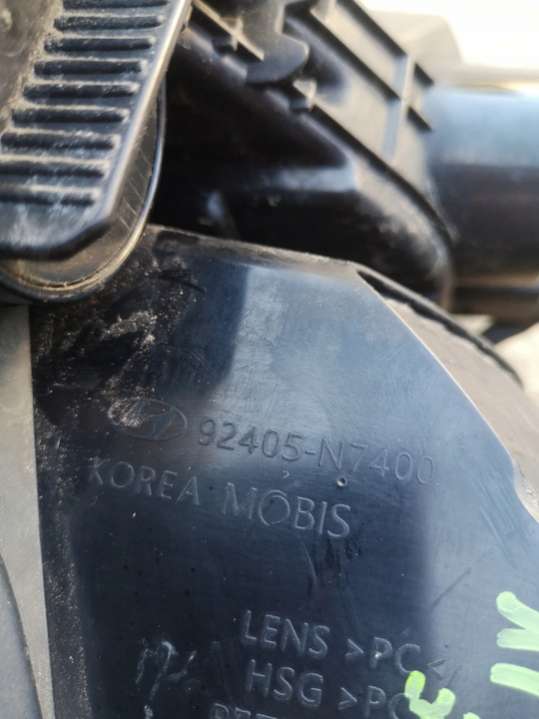 92405-N7400
KOREA MOBIS
LENS >PC<
HSG >PC